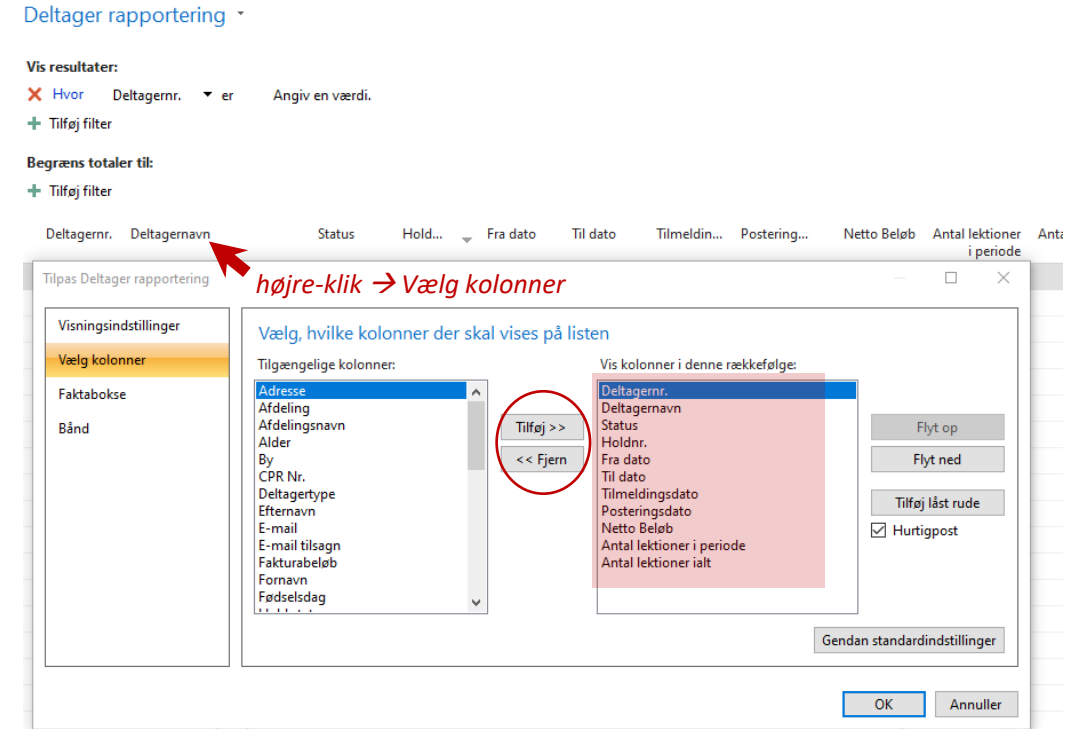 Deltager rapportering
Vis resultater:
Hvor Deltagernr. er Angiv en værdi.
Tilføj filter
Begræns totaler til:
Tilføj filter
Deltagernr. Deltagernavn Status Hold... Fra dato Til dato Tilmeldin... Postering... Netto Beløb Antal lektioner i periode Anta
Tilpas Deltager rapportering
højre-klik → Vælg kolonner
Visningsindstillinger
Vælg kolonner
Faktabokse
Bånd
Vælg, hvilke kolonner der skal vises på listen
Tilgængelige kolonner:
Adresse
Afdeling
Afdelingsnavn
Alder
By
CPR Nr.
Deltagertype
Efternavn
E-mail
E-mail tilsagn
Fakturabeløb
Fornavn
Fødselsdag
Tilføj >>
<< Fjern
Vis kolonner i denne rækkefølge:
Deltagernr.
Deltagernavn
Status
Holdnr.
Fra dato
Til dato
Tilmeldingsdato
Posteringsdato
Netto Beløb
Antal lektioner i periode
Antal lektioner ialt
Flyt op
Flyt ned
Tilføj låst rude
Hurtigpost
Gendan standardindstillinger
OK
Annuller